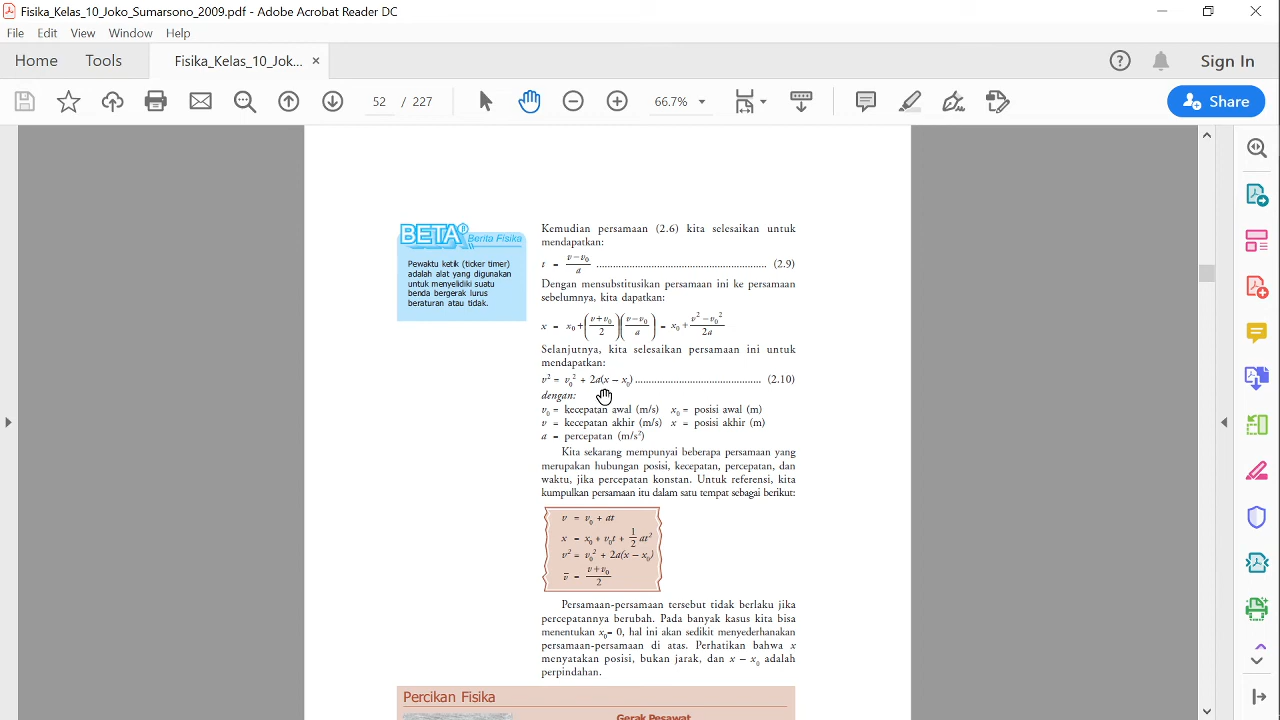 Fisika_Kelas_10_Joko_Sumarsono_2009.pdf - Adobe Acrobat Reader DC
File Edit View Window Help
Home Tools Fisika_Kelas_10_Jok... × Sign In
52 / 227 66.7% Share
BETA Berita Fisika
Pewaktu ketik (ticker timer)
adalah alat yang digunakan
untuk menyelidiki suatu
benda bergerak lurus
beraturan atau tidak.
Kemudian persamaan (2.6) kita selesaikan untuk
mendapatkan:
t = \frac{v − v₀}{a} ............................................................ (2.9)
Dengan mensubstitusikan persamaan ini ke persamaan
sebelumnya, kita dapatkan:
x = x₀ + (\frac{v + v₀}{2})(\frac{v − v₀}{a}) = x₀ + \frac{v² − v₀²}{2a}
Selanjutnya, kita selesaikan persamaan ini untuk
mendapatkan:
v² = v₀² + 2a(x − x₀) .............................................. (2.10)
dengan:
v₀ = kecepatan awal (m/s) x₀ = posisi awal (m)
v = kecepatan akhir (m/s) x = posisi akhir (m)
a = percepatan (m/s²)
Kita sekarang mempunyai beberapa persamaan yang
merupakan hubungan posisi, kecepatan, percepatan, dan
waktu, jika percepatan konstan. Untuk referensi, kita
kumpulkan persamaan itu dalam satu tempat sebagai berikut:
v = v₀ + at
x = x₀ + v₀t + \frac{1}{2} at²
v² = v₀² + 2a(x − x₀)
v̄ = \frac{v + v₀}{2}
Persamaan-persamaan tersebut tidak berlaku jika
percepatannya berubah. Pada banyak kasus kita bisa
menentukan x₀= 0, hal ini akan sedikit menyederhanakan
persamaan-persamaan di atas. Perhatikan bahwa x
menyatakan posisi, bukan jarak, dan x − x₀ adalah
perpindahan.
Percikan Fisika
Gerak Pesawat